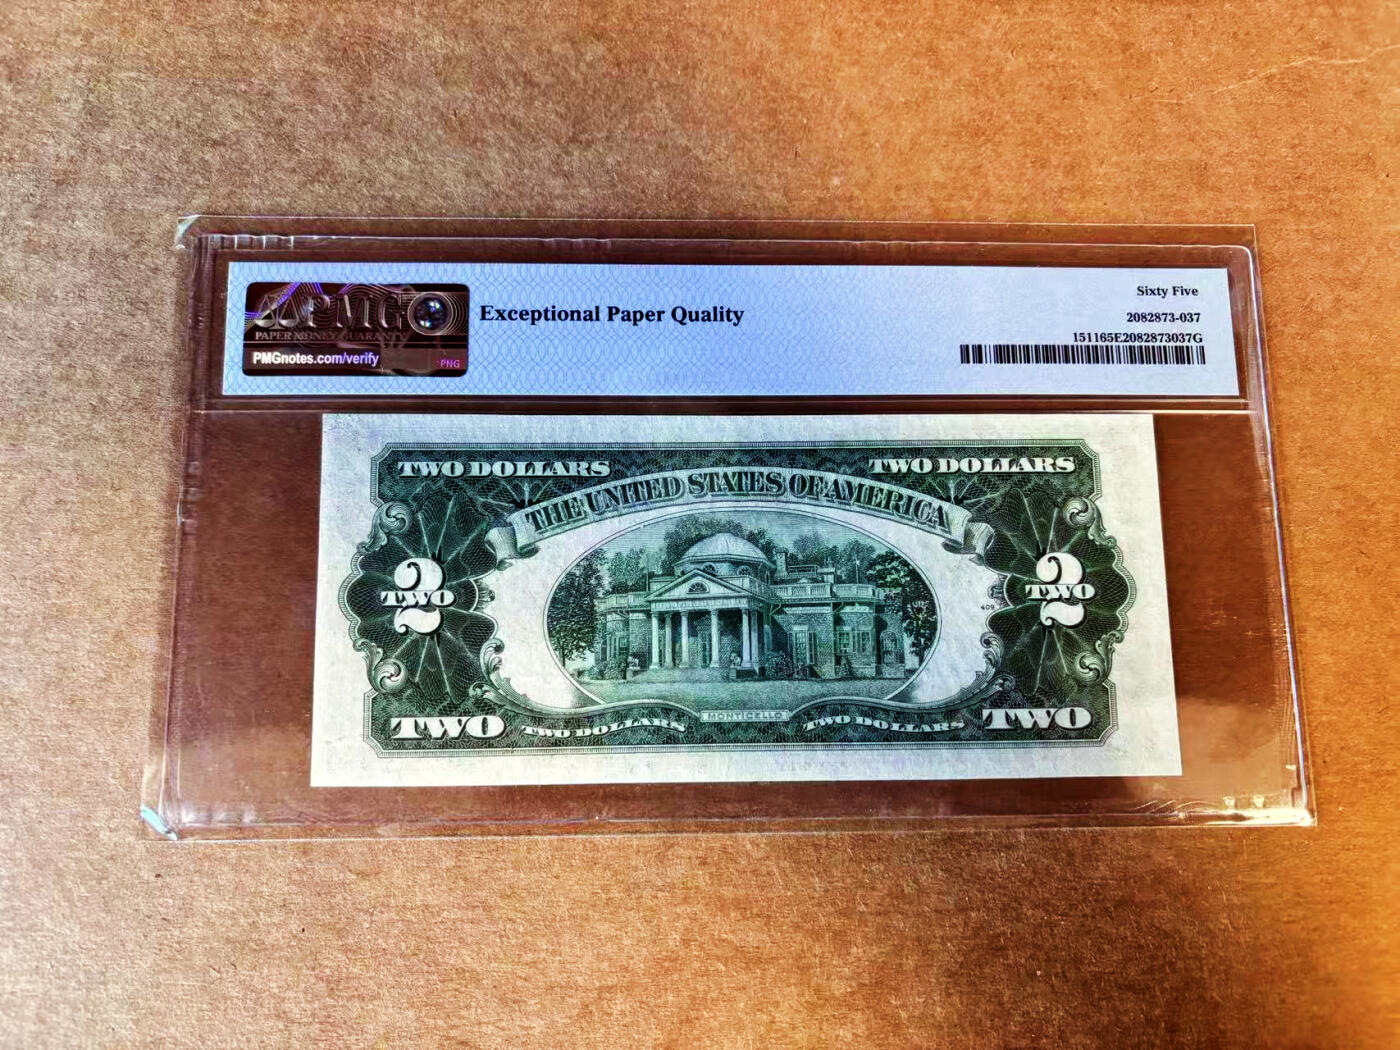 PMG
PAPER MONEY GUARANTY
PMGnotes.com/verify
PNG
Exceptional Paper Quality
Sixty Five
2082873-037
151165E2082873037G
TWO DOLLARS
TWO DOLLARS
THE UNITED STATES OF AMERICA
2
TWO
2
TWO
409
TWO
TWO DOLLARS
MONTICELLO
TWO DOLLARS
TWO